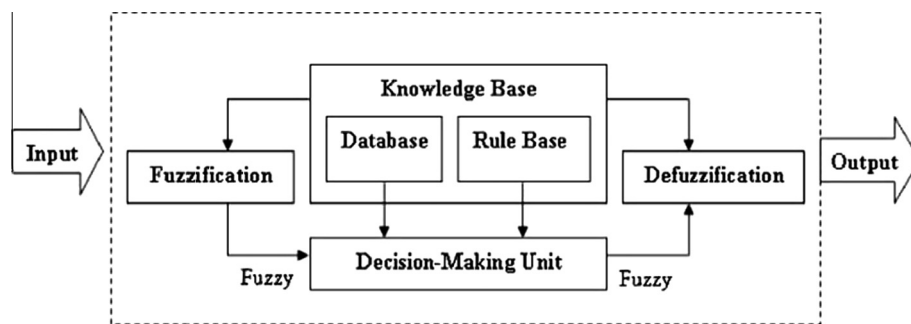 Knowledge Base
Database
Rule Base
Input
Fuzzification
Defuzzification
Output
Decision-Making Unit
Fuzzy
Fuzzy